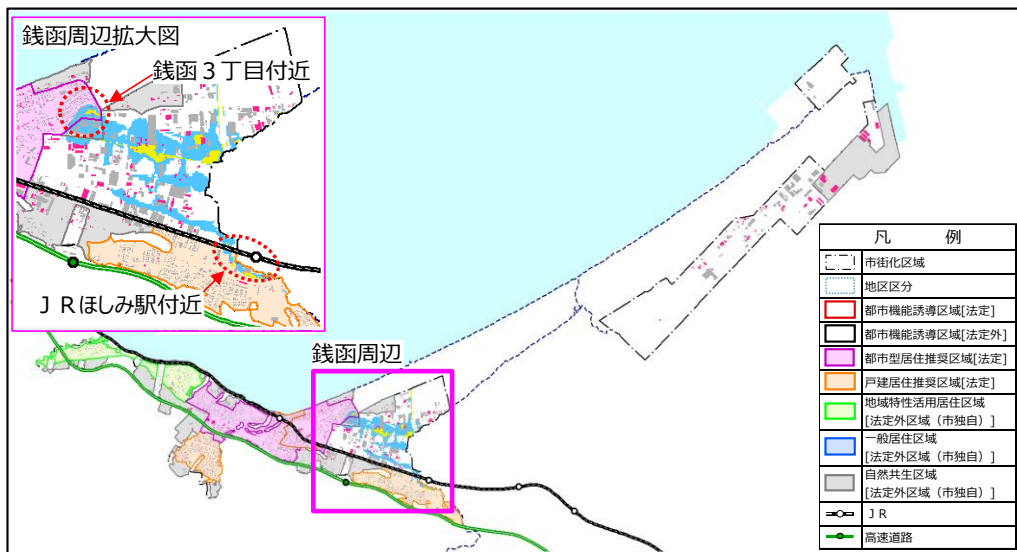 銭函周辺拡大図
銭函３丁目付近
ＪＲほしみ駅付近
銭函周辺
凡 例
市街化区域
地区区分
都市機能誘導区域[法定]
都市機能誘導区域[法定外]
都市型居住推奨区域[法定]
戸建居住推奨区域[法定]
地域特性活用居住区域
[法定外区域（市独自）]
一般居住区域
[法定外区域（市独自）]
自然共生区域
[法定外区域（市独自）]
ＪＲ
高速道路